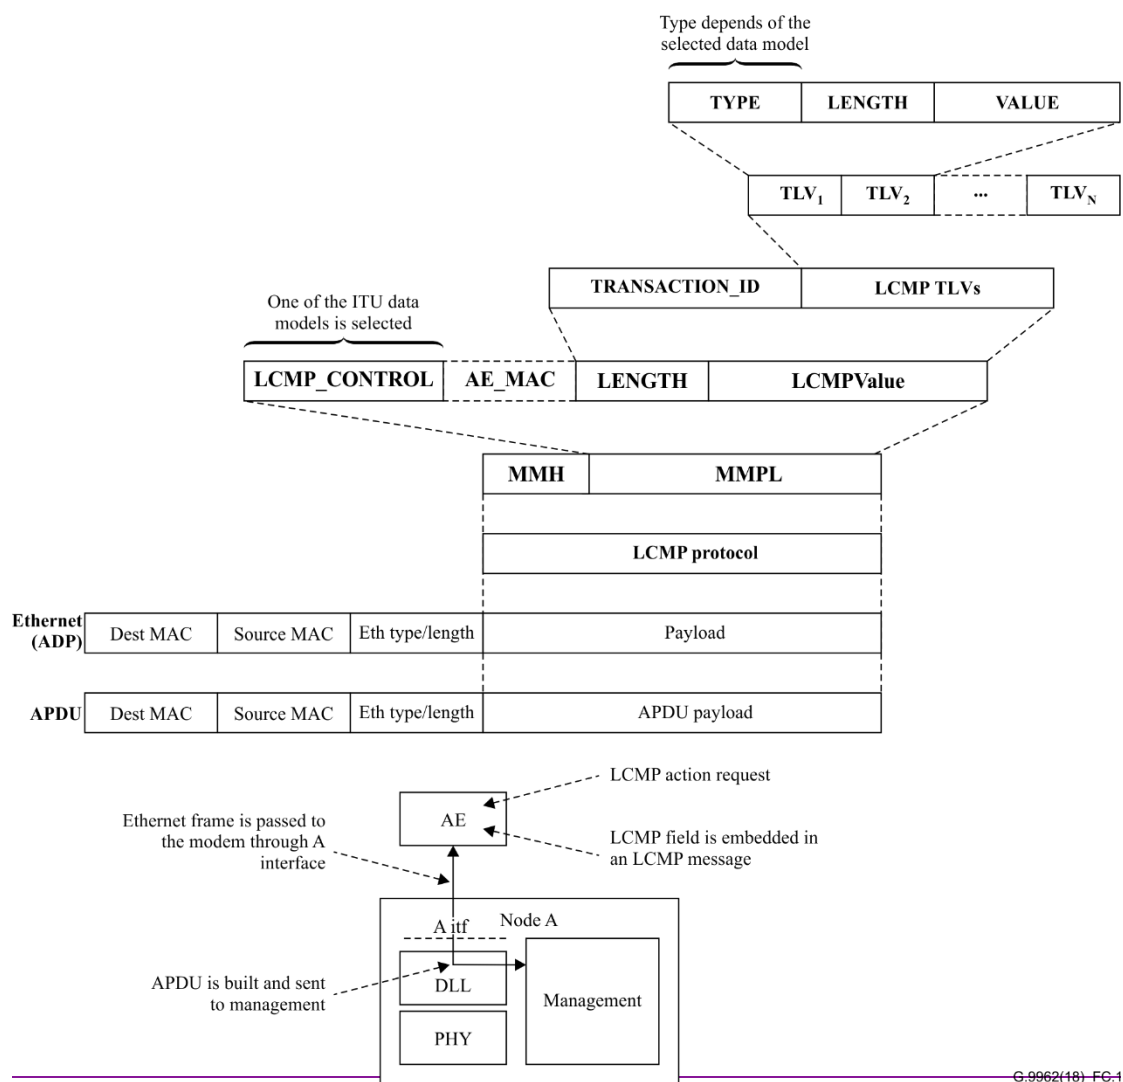 Type depends of the
selected data model
TYPE LENGTH VALUE
TLV1 TLV2 ... TLVN
TRANSACTION_ID LCMP TLVs
One of the ITU data
models is selected
LCMP_CONTROL AE_MAC LENGTH LCMPValue
MMH MMPL
LCMP protocol
Ethernet
(ADP)
Dest MAC Source MAC Eth type/length Payload
APDU Dest MAC Source MAC Eth type/length APDU payload
LCMP action request
AE
Ethernet frame is passed to
the modem through A
interface
LCMP field is embedded in
an LCMP message
A itf Node A
APDU is built and sent
to management
DLL
Management
PHY
G.9962(18)_FC.1